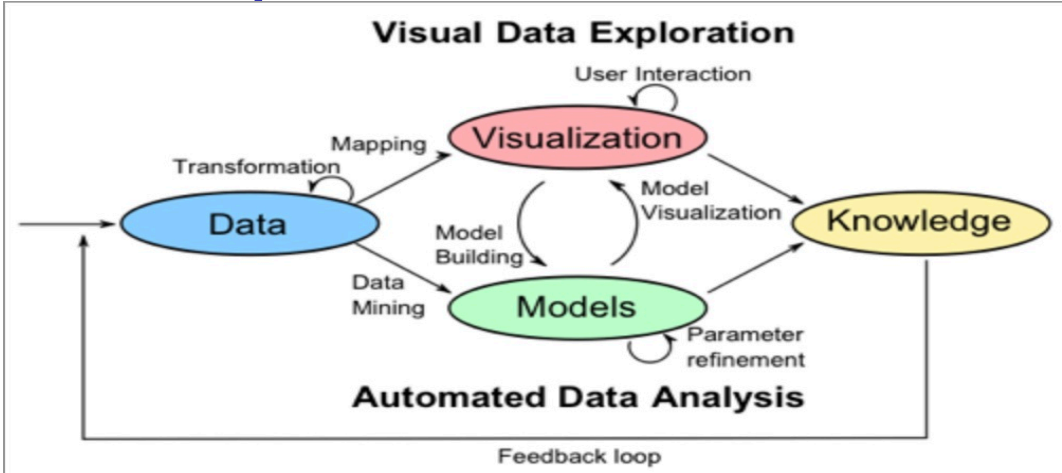 Visual Data Exploration
User Interaction
Visualization
Mapping
Transformation
Data
Model
Visualization
Knowledge
Model
Building
Data
Mining
Models
Parameter
refinement
Automated Data Analysis
Feedback loop